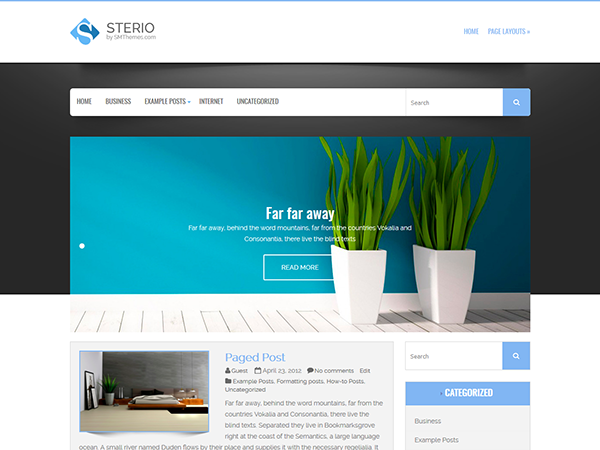 STERIO
by SMThemes.com
HOME PAGE LAYOUTS »
HOME BUSINESS EXAMPLE POSTS INTERNET UNCATEGORIZED Search
Far far away
Far far away, behind the word mountains, far from the countries Vokalia and
Consonantia, there live the blind texts
READ MORE
Paged Post
Guest April 23, 2012 No comments Edit
Example Posts, Formatting posts, How-to Posts,
Uncategorized
Far far away, behind the word mountains, far from the
countries Vokalia and Consonantia, there live the
blind texts. Separated they live in Bookmarksgrove
right at the coast of the Semantics, a large language
ocean. A small river named Duden flows by their place and supplies it with the necessary regelialia. It
Search
CATEGORIZED
Business
Example Posts